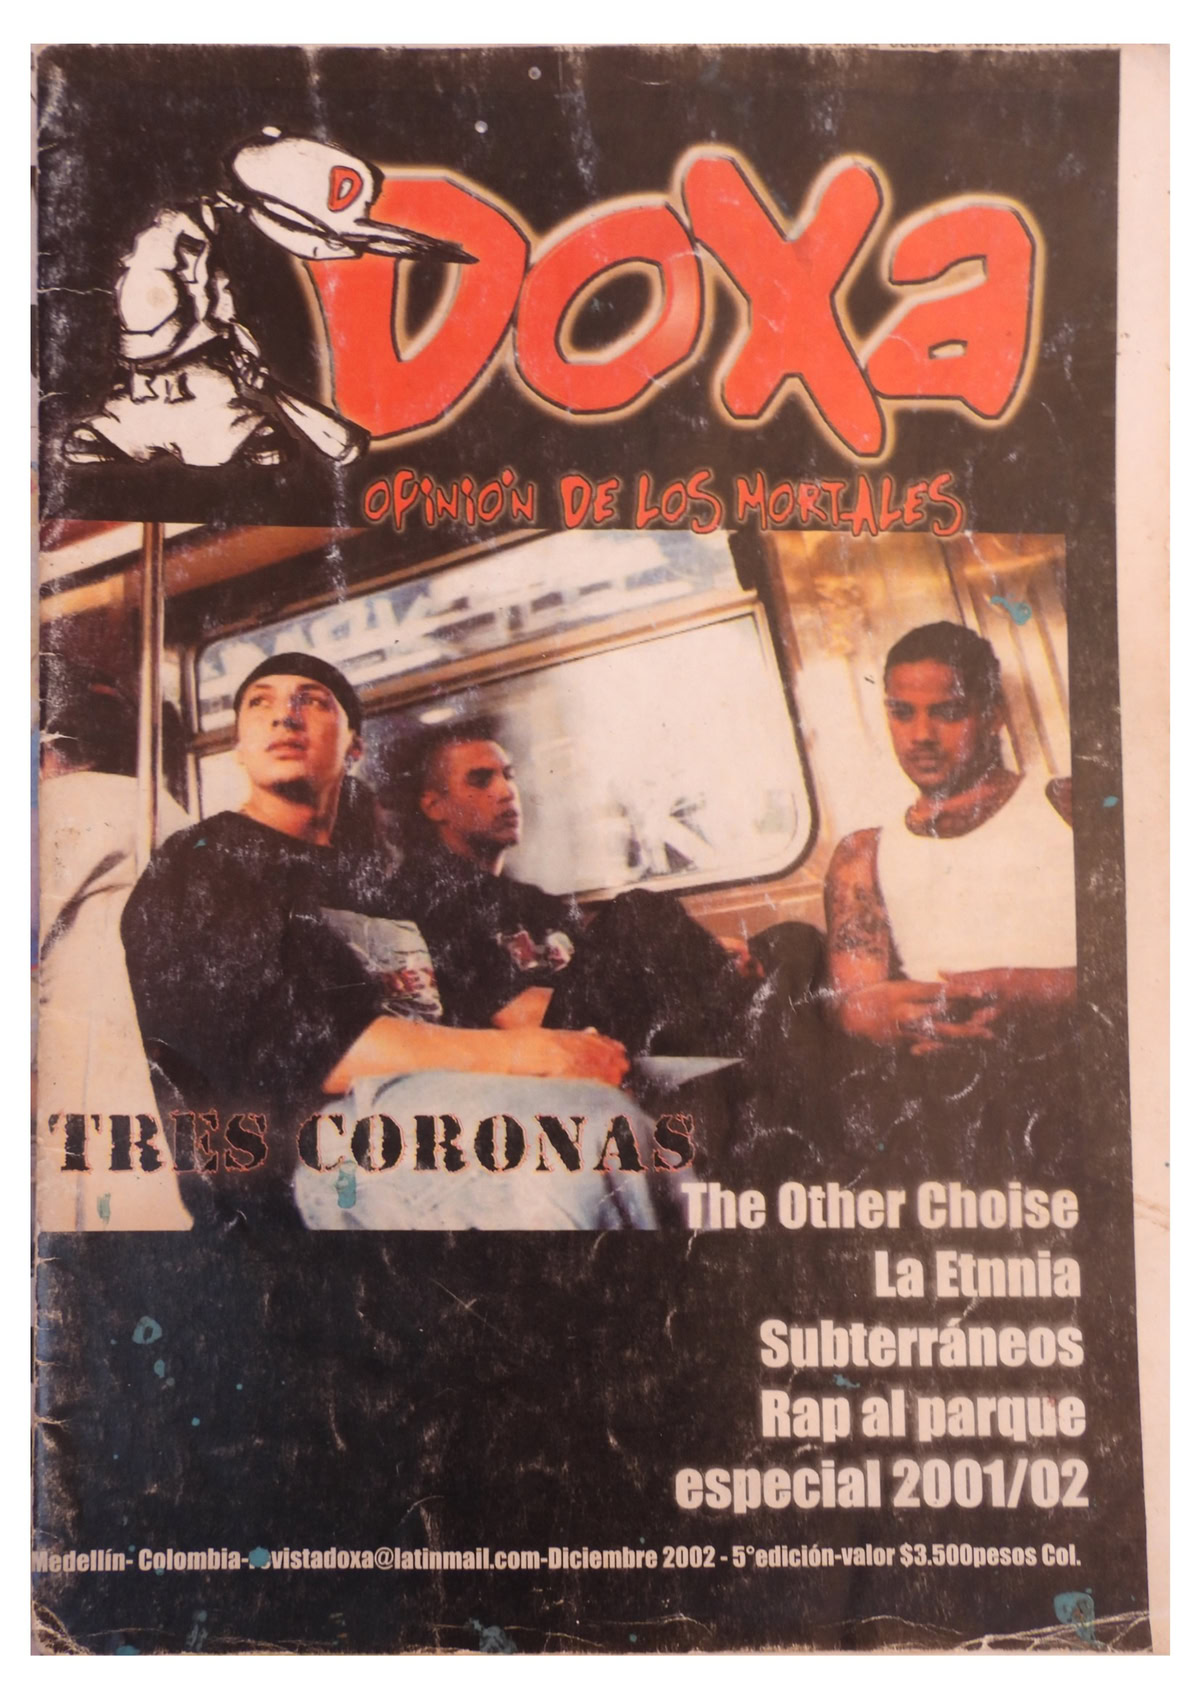 D
Doxa
OPINIÓN DE LOS MORTALES
TRES CORONAS
The Other Choise
La Etnnia
Subterráneos
Rap al parque
especial 2001/02
Medellín- Colombia- vistadoxa@latinmail.com-Diciembre 2002 - 5°edición-valor $3.500pesos Col.